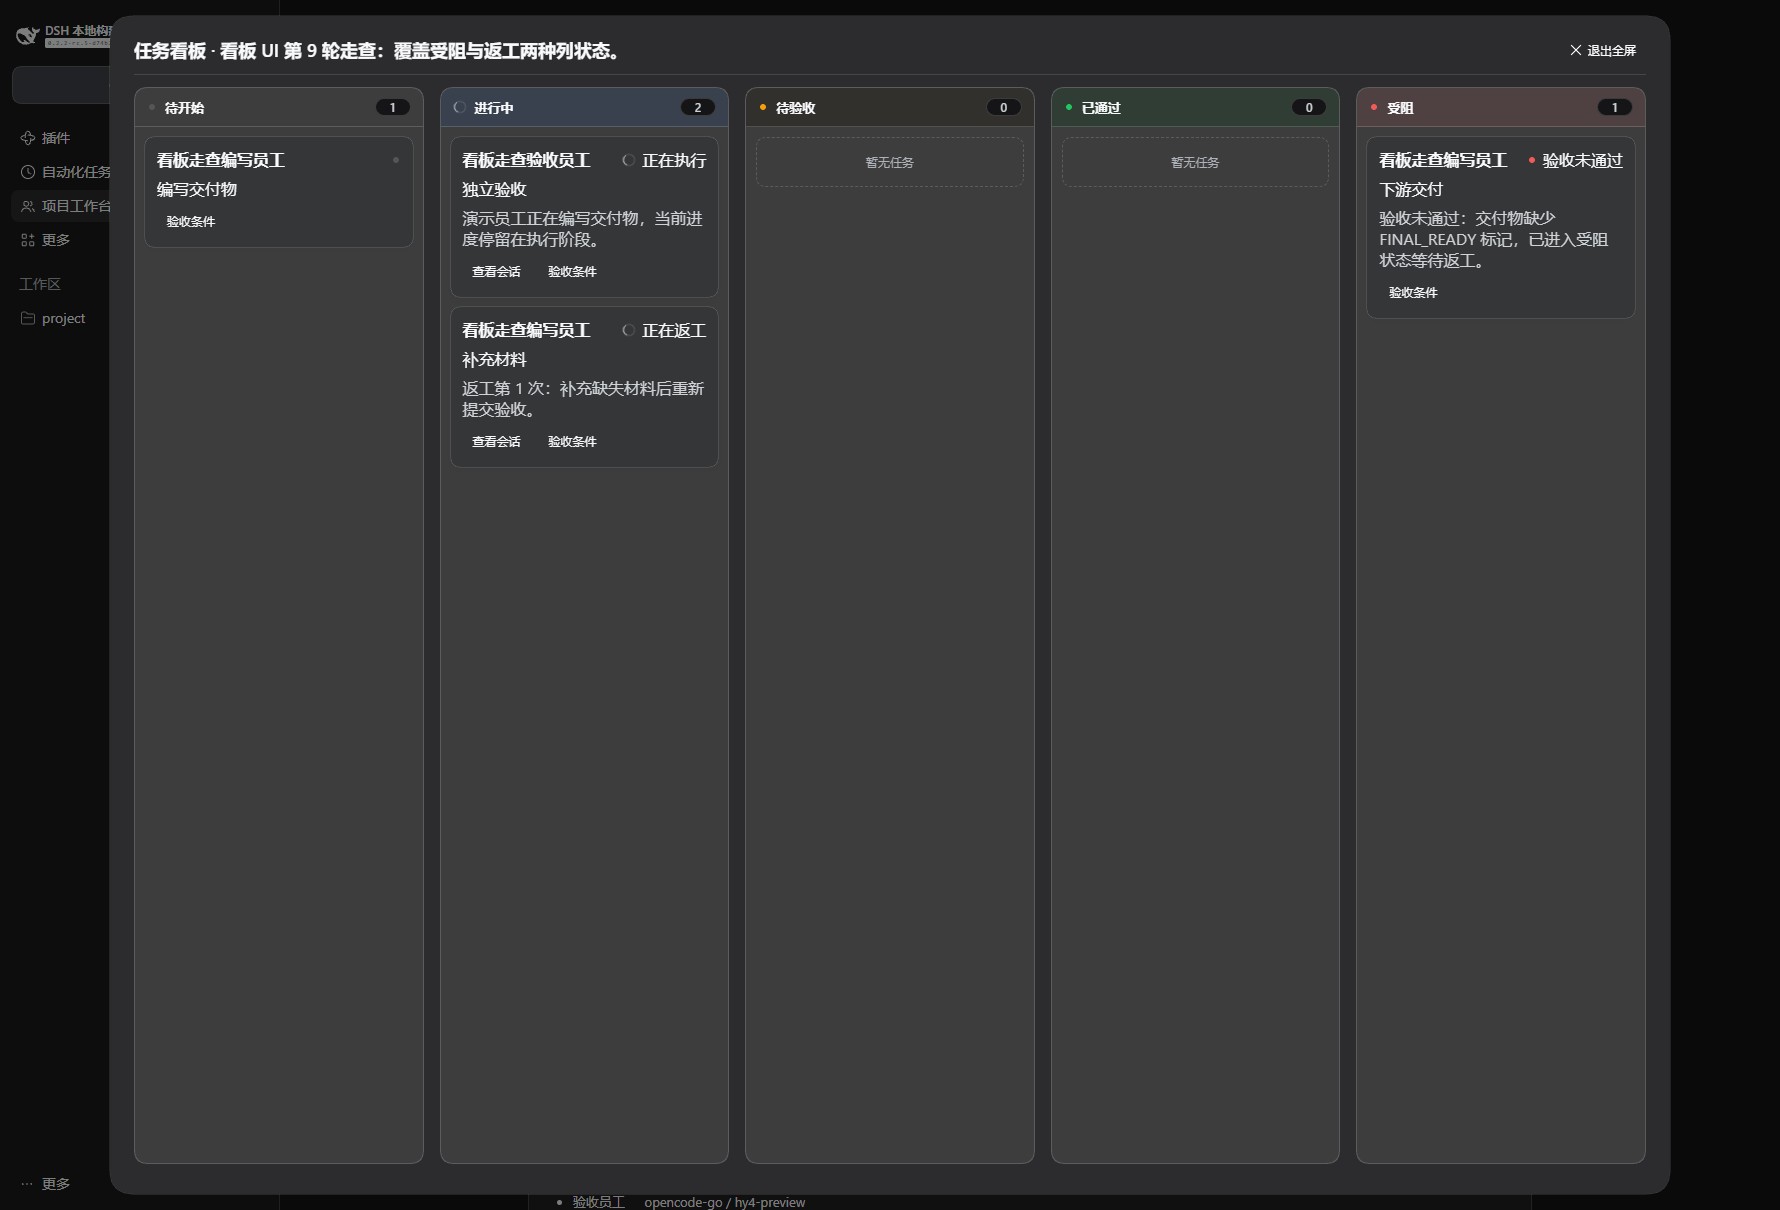 DSH 本地构
任务看板 · 看板 UI 第 9 轮走查：覆盖受阻与返工两种列状态。
退出全屏
插件
自动化任务
项目工作台
更多
工作区
project
更多
待开始 1
看板走查编写员工
编写交付物
验收条件
进行中 2
看板走查验收员工 正在执行
独立验收
演示员工正在编写交付物，当前进
度停留在执行阶段。
查看会话 验收条件
看板走查编写员工 正在返工
补充材料
返工第 1 次：补充缺失材料后重新
提交验收。
查看会话 验收条件
待验收 0
暂无任务
已通过 0
暂无任务
受阻 1
看板走查编写员工 验收未通过
下游交付
验收未通过：交付物缺少
FINAL_READY 标记，已进入受阻
状态等待返工。
验收条件
验收员工 opencode-go / hy4-preview